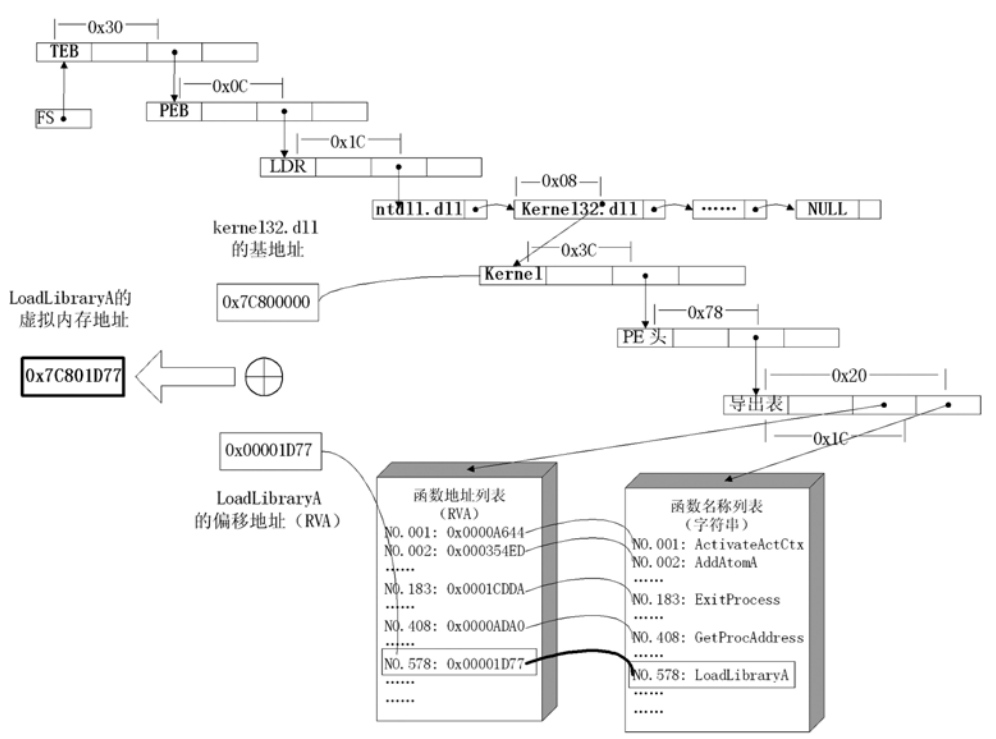 0x30
TEB
0x0C
FS
PEB
0x1C
LDR
0x08
ntdll.dll
Kernel32.dll
……
NULL
kernel32.dll
的基地址
0x3C
Kernel
0x7C800000
LoadLibraryA的
虚拟内存地址
0x78
PE 头
0x7C801D77
0x20
导出表
0x1C
0x00001D77
LoadLibraryA
的偏移地址（RVA）
函数地址列表
(RVA)
NO.001: 0x0000A644
NO.002: 0x000354ED
……
NO.183: 0x0001CDDA
……
NO.408: 0x0000ADA0
……
NO.578: 0x00001D77
……
……
函数名称列表
(字符串)
NO.001: ActivateActCtx
NO.002: AddAtomA
……
NO.183: ExitProcess
……
NO.408: GetProcAddress
……
NO.578: LoadLibraryA
……
……